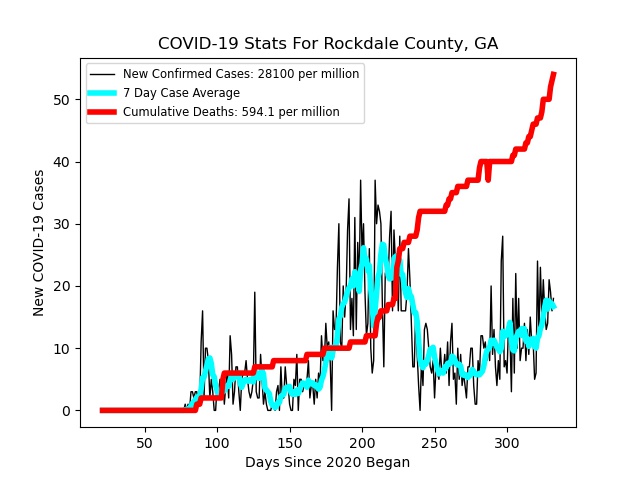 COVID-19 Stats For Rockdale County, GA
New Confirmed Cases: 28100 per million
7 Day Case Average
Cumulative Deaths: 594.1 per million
New COVID-19 Cases
50
40
30
20
10
0
50 100 150 200 250 300
Days Since 2020 Began